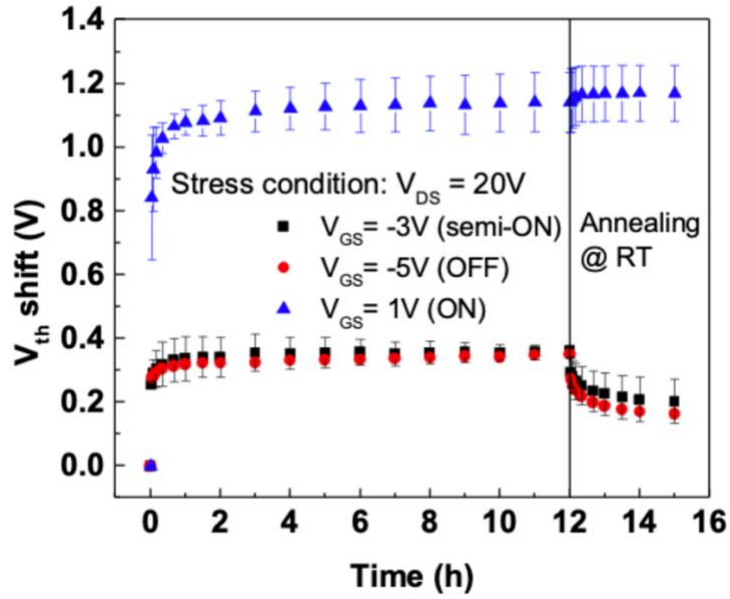 1.4
1.2
1.0
0.8
0.6
0.4
0.2
0.0
Vth shift (V)
Stress condition: VDS = 20V
VGS= -3V (semi-ON)
VGS= -5V (OFF)
VGS= 1V (ON)
Annealing
@ RT
0 2 4 6 8 10 12 14 16
Time (h)